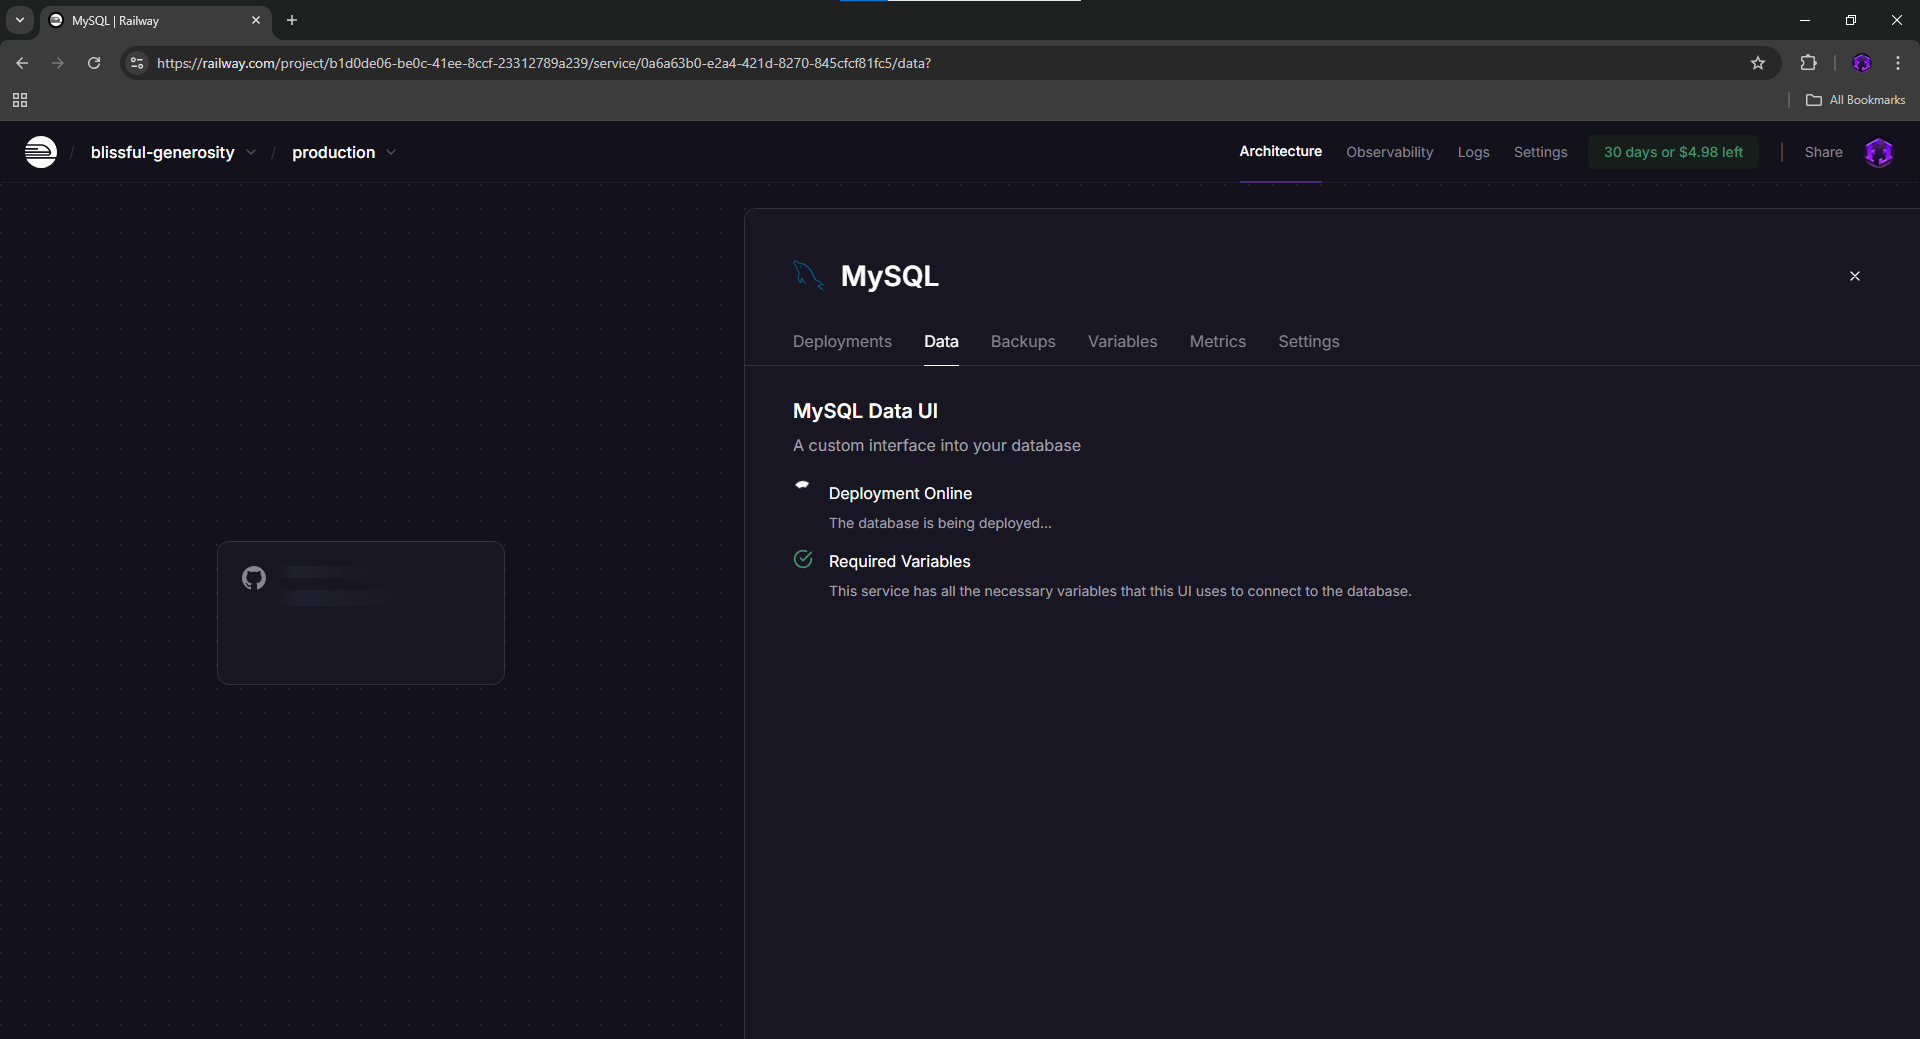 MySQL | Railway
https://railway.com/project/b1d0de06-be0c-41ee-8ccf-23312789a239/service/0a6a63b0-e2a4-421d-8270-845cfcf81fc5/data?
All Bookmarks
/ blissful-generosity / production
Architecture Observability Logs Settings 30 days or $4.98 left | Share
MySQL
Deployments Data Backups Variables Metrics Settings
MySQL Data UI
A custom interface into your database
Deployment Online
The database is being deployed...
Required Variables
This service has all the necessary variables that this UI uses to connect to the database.